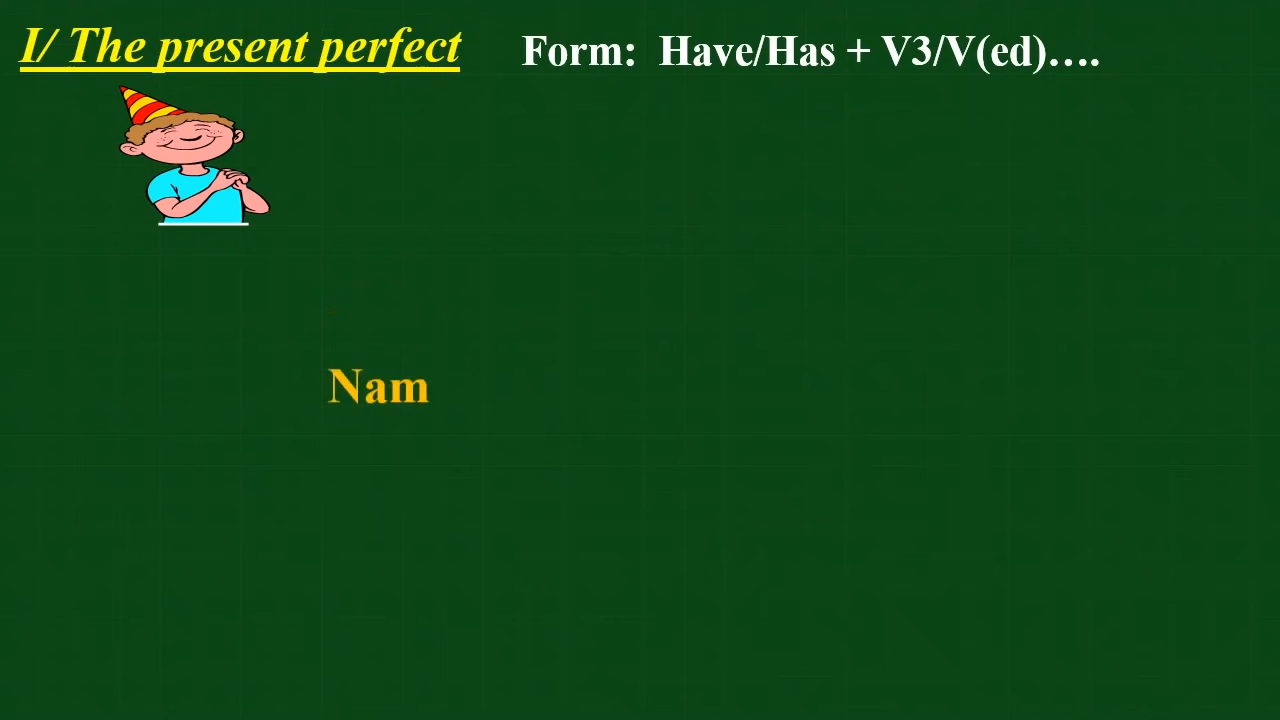 I/ The present perfect
Form: Have/Has + V3/V(ed)....
Nam